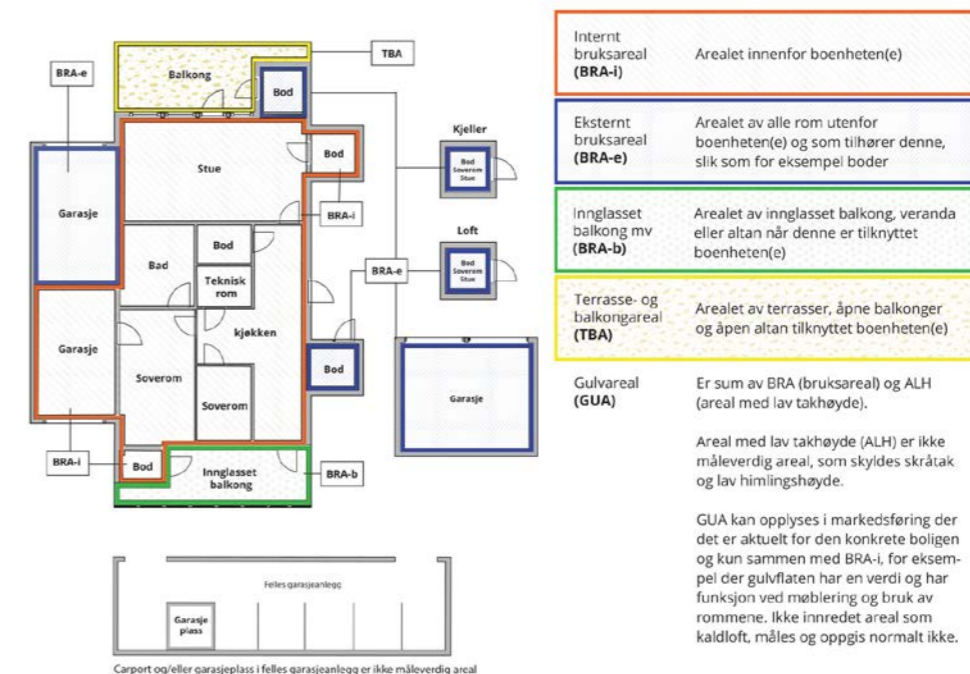 TBA
BRA-e
Balkong
Bod
Kjeller
Bod
Soverom
Stue
Stue
Bod
BRA-i
Garasje
Loft
Bod
Bad
Teknisk
rom
BRA-e
Bod
Soverom
Stue
kjøkken
Garasje
Soverom
Bod
Soverom
Garasje
BRA-i
Bod
Innglasset
balkong
BRA-b
Felles garasjeanlegg
Garasje
plass
Carport og/eller garasjeplass i felles garasjeanlegg er ikke måleverdig areal
Internt
bruksareal
(BRA-i)
Arealet innenfor boenheten(e)
Eksternt
bruksareal
(BRA-e)
Arealet av alle rom utenfor
boenheten(e) og som tilhører denne,
slik som for eksempel boder
Innglasset
balkong mv
(BRA-b)
Arealet av innglasset balkong, veranda
eller altan når denne er tilknyttet
boenheten(e)
Terrasse- og
balkongareal
(TBA)
Arealet av terrasser, åpne balkonger
og åpen altan tilknyttet boenheten(e)
Gulvareal
(GUA)
Er sum av BRA (bruksareal) og ALH
(areal med lav takhøyde).
Areal med lav takhøyde (ALH) er ikke
måleverdig areal, som skyldes skråtak
og lav himlingshøyde.
GUA kan opplyses i markedsføring der
det er aktuelt for den konkrete boligen
og kun sammen med BRA-i, for eksem-
pel der gulvflaten har en verdi og har
funksjon ved møblering og bruk av
rommene. Ikke innredet areal som
kaldloft, måles og oppgis normalt ikke.